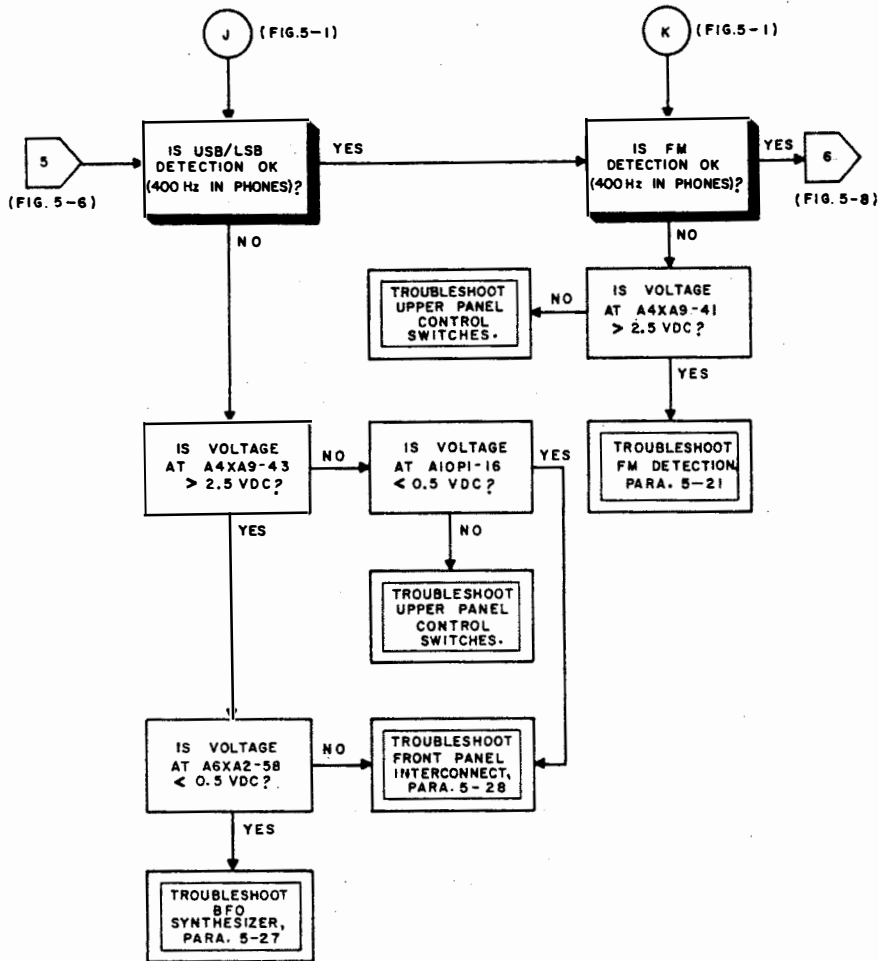 J
(FIG.5-1)
K
(FIG.5-1)
5
(FIG. 5-6)
IS USB/LSB
DETECTION OK
(400 Hz IN PHONES)?
YES
IS FM
DETECTION OK
(400 Hz IN PHONES)?
YES
6
(FIG.5-8)
NO
NO
TROUBLESHOOT
UPPER PANEL
CONTROL
SWITCHES.
NO
IS VOLTAGE
AT A4XA9-41
> 2.5 VDC?
YES
TROUBLESHOOT
FM DETECTION,
PARA. 5-21
IS VOLTAGE
AT A4XA9-43
> 2.5 VDC?
NO
IS VOLTAGE
AT A10P1-16
< 0.5 VDC?
YES
YES
NO
TROUBLESHOOT
UPPER PANEL
CONTROL
SWITCHES.
IS VOLTAGE
AT A6XA2-58
< 0.5 VDC?
NO
TROUBLESHOOT
FRONT PANEL
INTERCONNECT,
PARA. 5-28
YES
TROUBLESHOOT
BFO
SYNTHESIZER,
PARA. 5-27